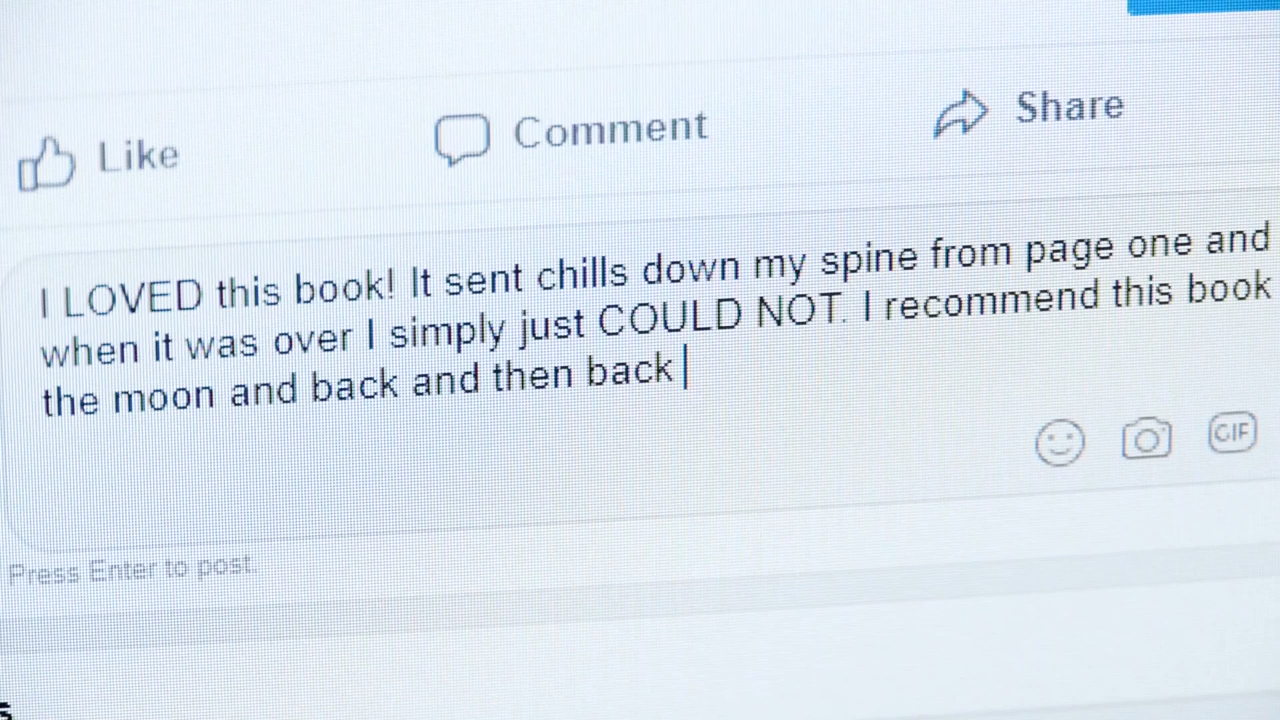 Like Comment Share
I LOVED this book! It sent chills down my spine from page one and
when it was over I simply just COULD NOT. I recommend this book
the moon and back and then back
GIF
Press Enter to post.
s